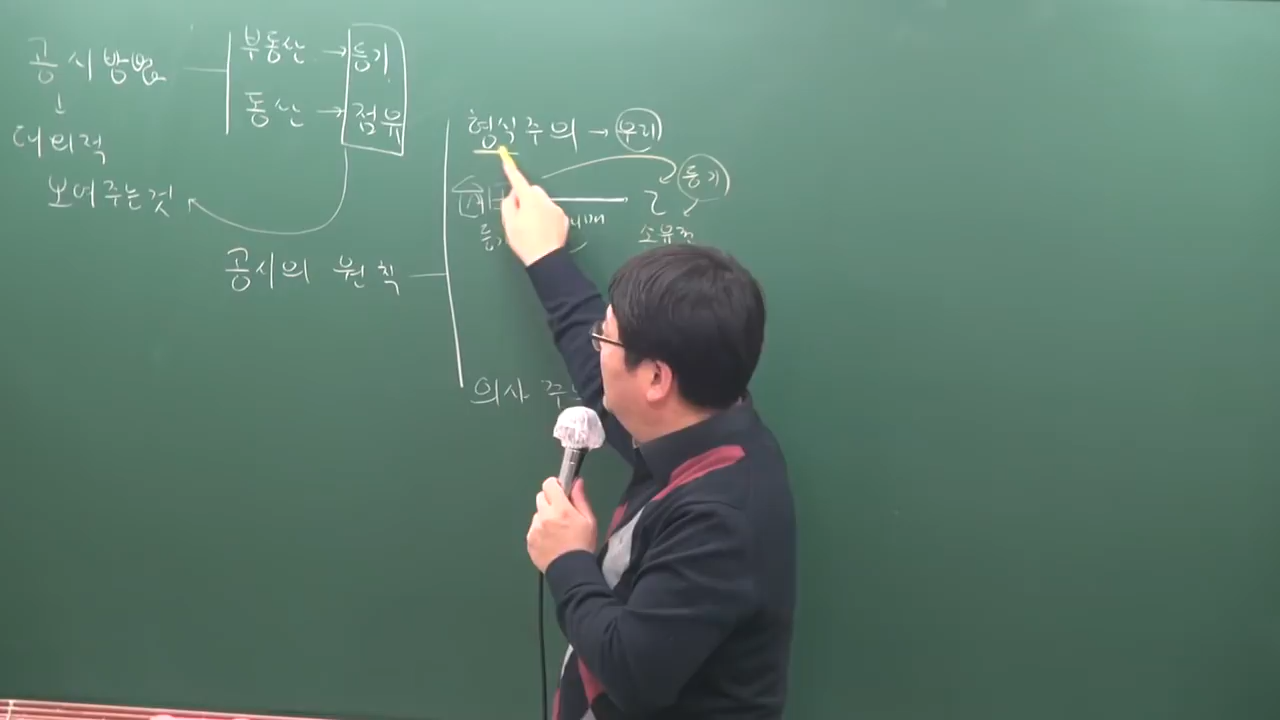 공시방법
부동산 → 등기
동산 → 점유
↓
대외적
보여주는것
공시의 원칙
형식주의 → 우리
등기
매매
ㄹ
소유권
의사주